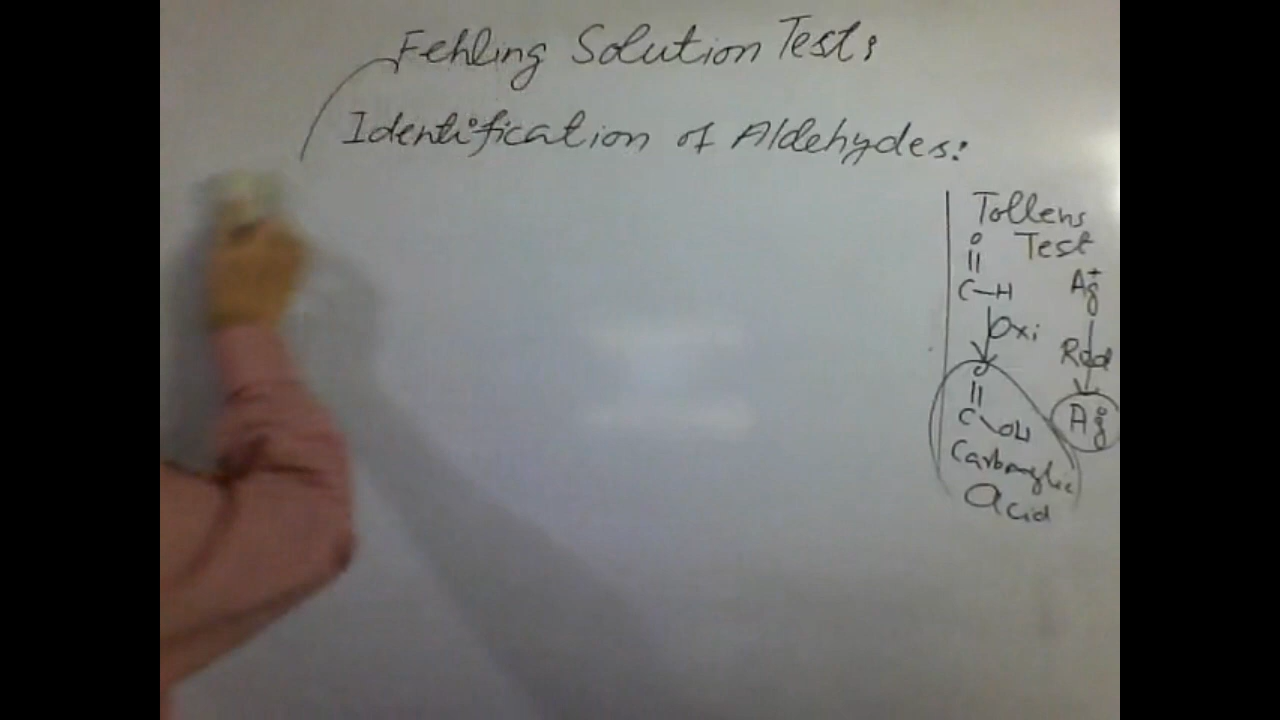 Fehling Solution Test:
Identification of Aldehydes:
Tollens
Test
O
C-H
Ag+
Oxi
Red
O
C
OH
Ag°
Carboxylic
Acid